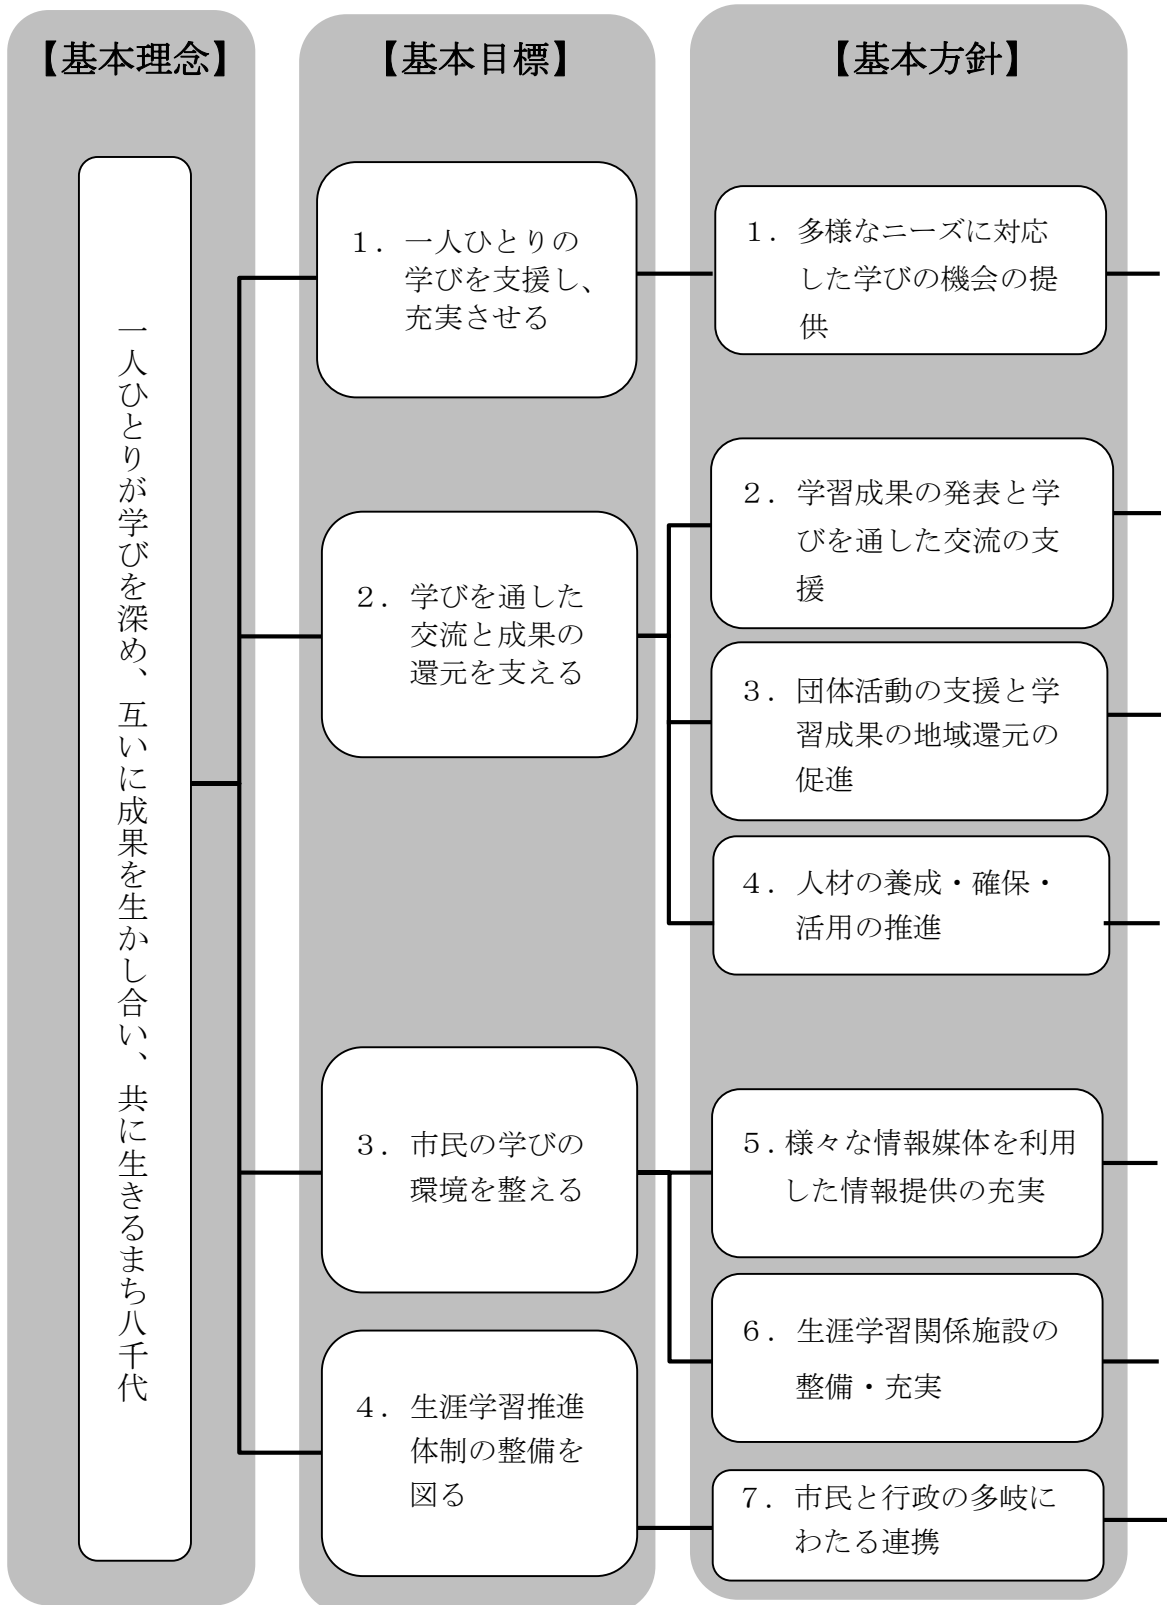 【基本理念】
【基本目標】
【基本方針】
一人ひとりが学びを深め、互いに成果を生かし合い、共に生きるまち八千代
１．一人ひとりの
学びを支援し、
充実させる
２．学びを通した
交流と成果の
還元を支える
３．市民の学びの
環境を整える
４．生涯学習推進
体制の整備を
図る
１．多様なニーズに対応
した学びの機会の提
供
２．学習成果の発表と学
びを通した交流の支
援
３．団体活動の支援と学
習成果の地域還元の
促進
４．人材の養成・確保・
活用の推進
５.様々な情報媒体を利用
した情報提供の充実
６．生涯学習関係施設の
整備・充実
７．市民と行政の多岐に
わたる連携